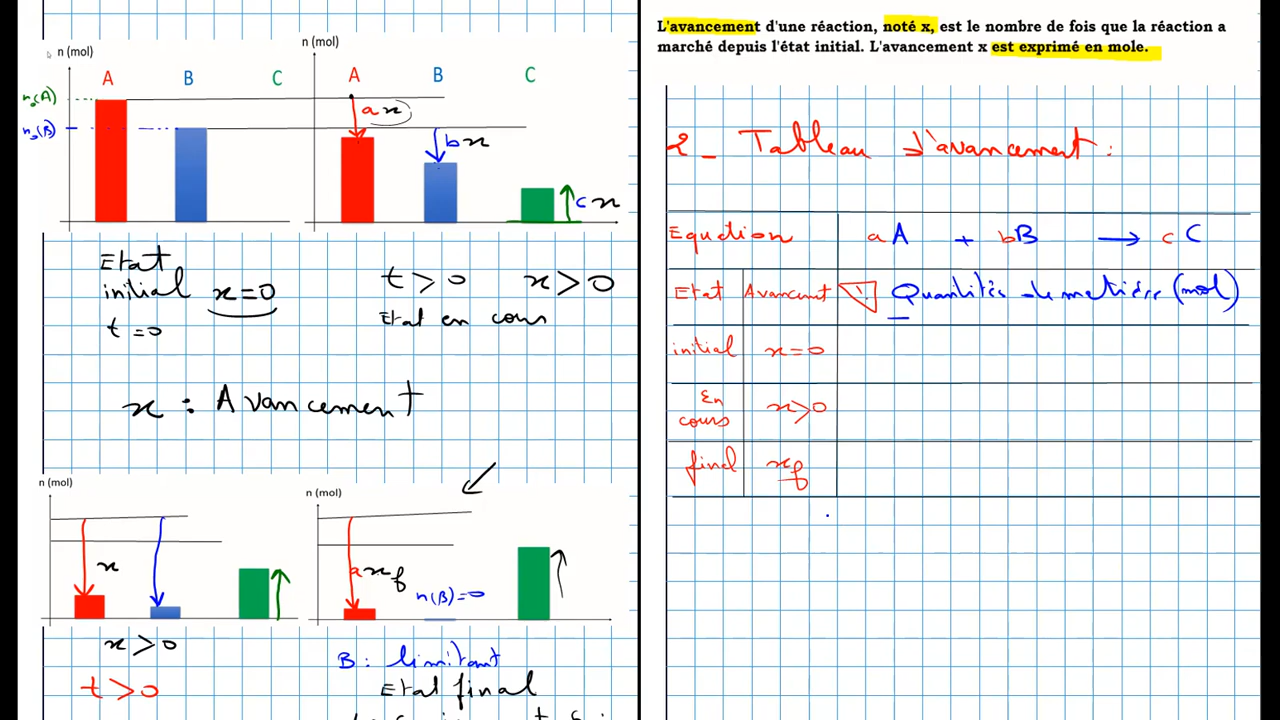 n (mol)
A B C
n₀(A)
n₀(B)
n (mol)
A B C
ax
bx
cx
Etat
initial x=0
t=0
t>0 x>0
Etat en cours
x : Avancement
n (mol)
x
x>0
t>0
n (mol)
axf
n(B)=0
B: limitant
Etat final
L'avancement d'une réaction, noté x, est le nombre de fois que la réaction a
marché depuis l'état initial. L'avancement x est exprimé en mole.
2_ Tableau d'avancement :
Equation aA + bB → cC
Etat Avancemt ! Quantités de metière (mol)
initial x=0
En
cours x>0
final xf